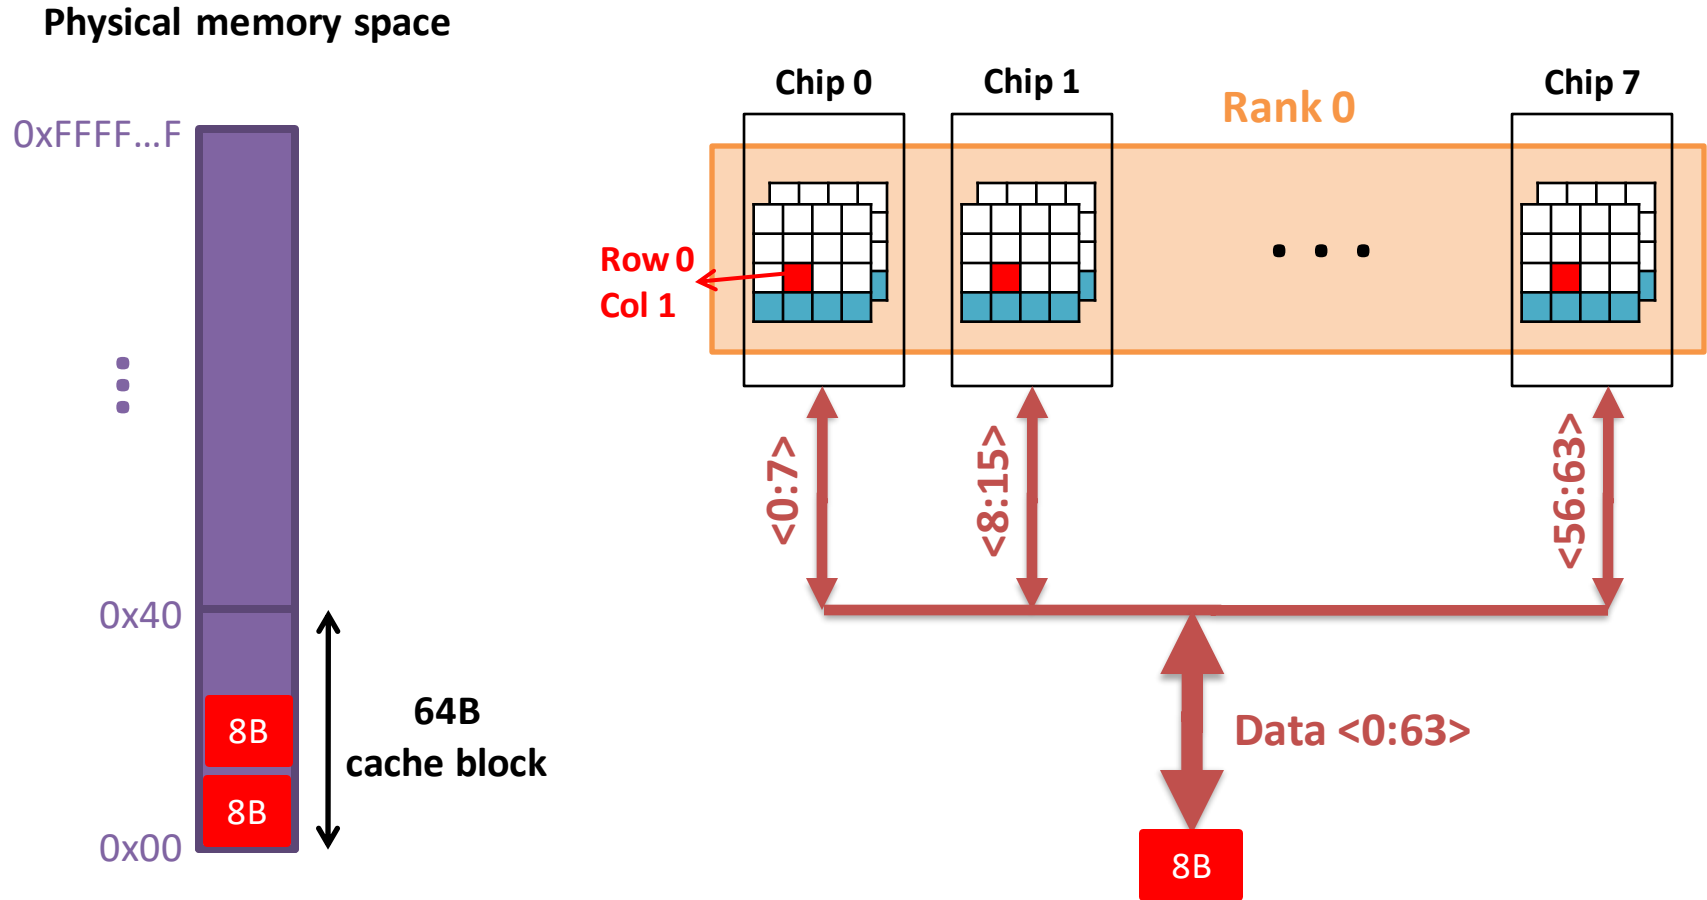 Physical memory space
0xFFFF...F
0x40
0x00
8B
8B
64B
cache block
Chip 0
Chip 1
Rank 0
Chip 7
Row 0
Col 1
. . .
<0:7>
<8:15>
<56:63>
Data <0:63>
8B